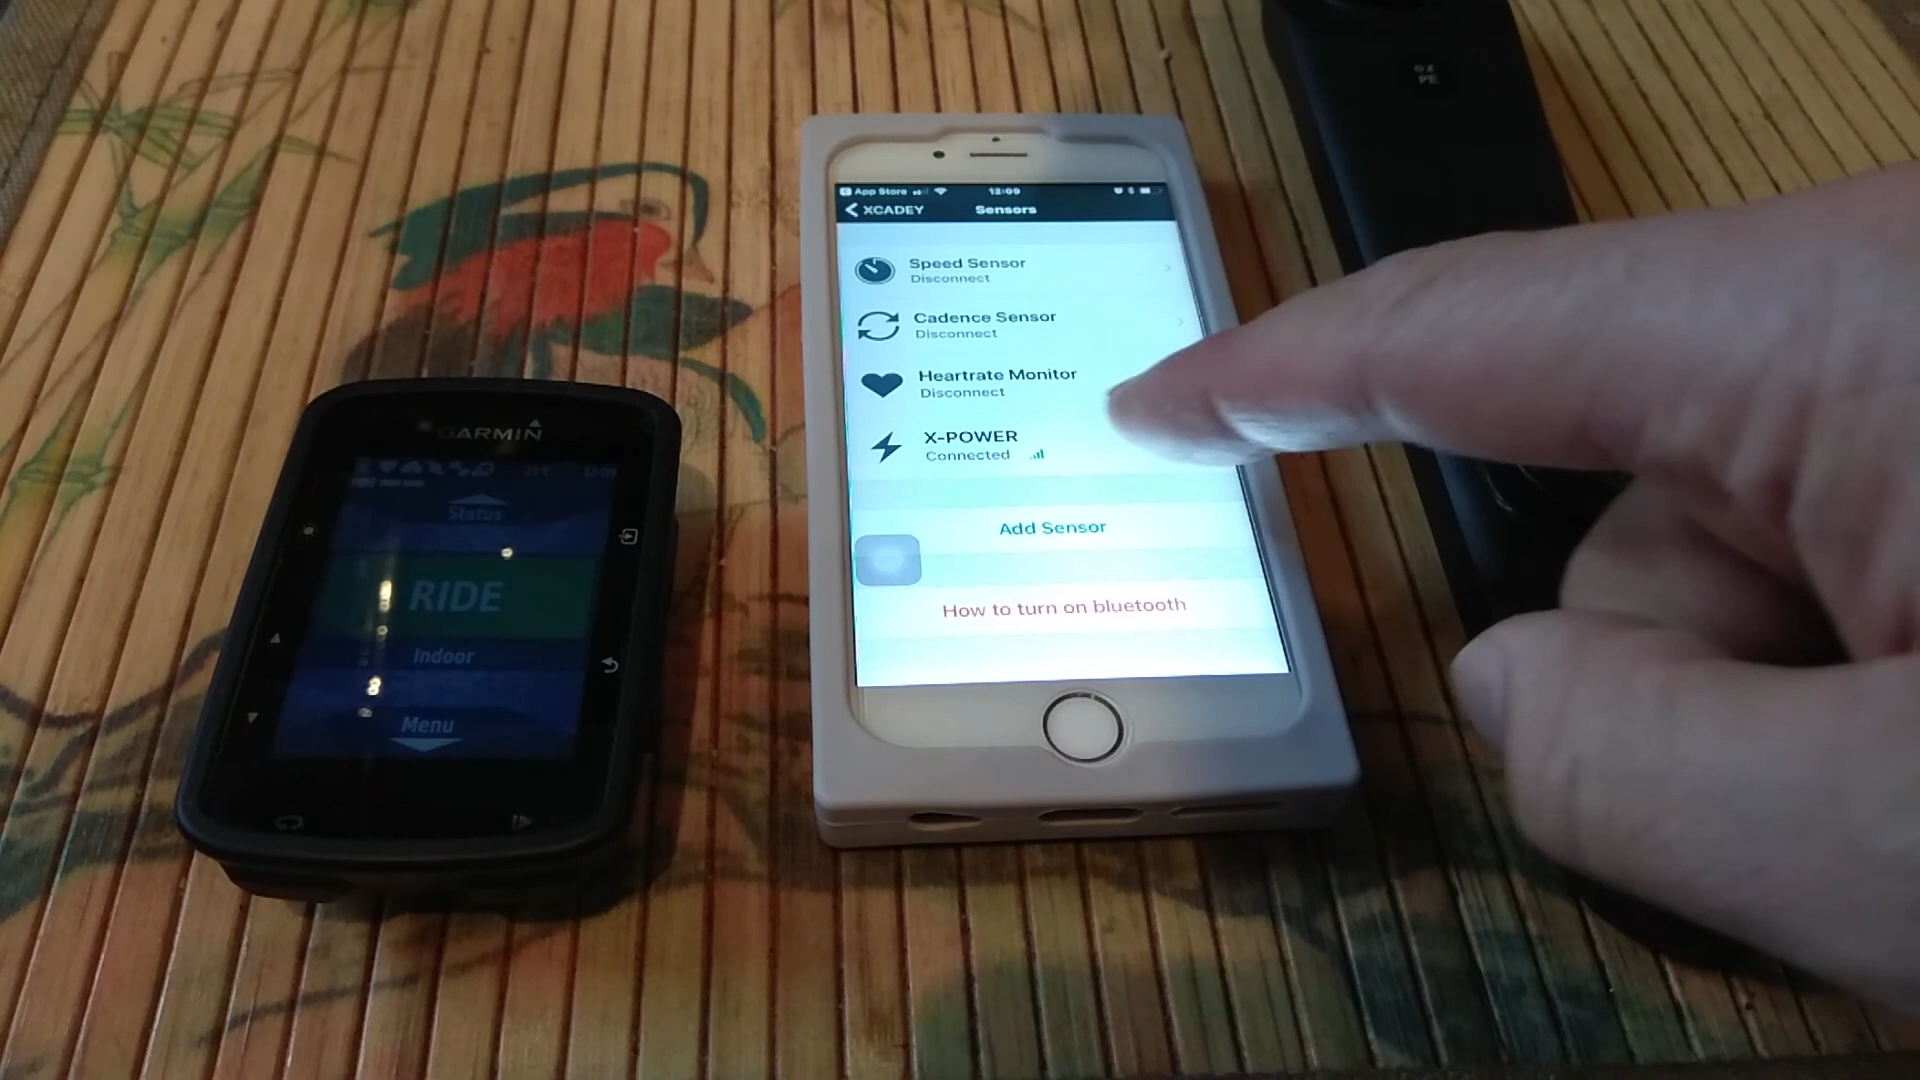 GARMIN
Status
RIDE
Indoor
Menu
App Store
12:09
XCADEY
Sensors
Speed Sensor
Disconnect
Cadence Sensor
Disconnect
Heartrate Monitor
Disconnect
X-POWER
Connected
Add Sensor
How to turn on bluetooth
PE